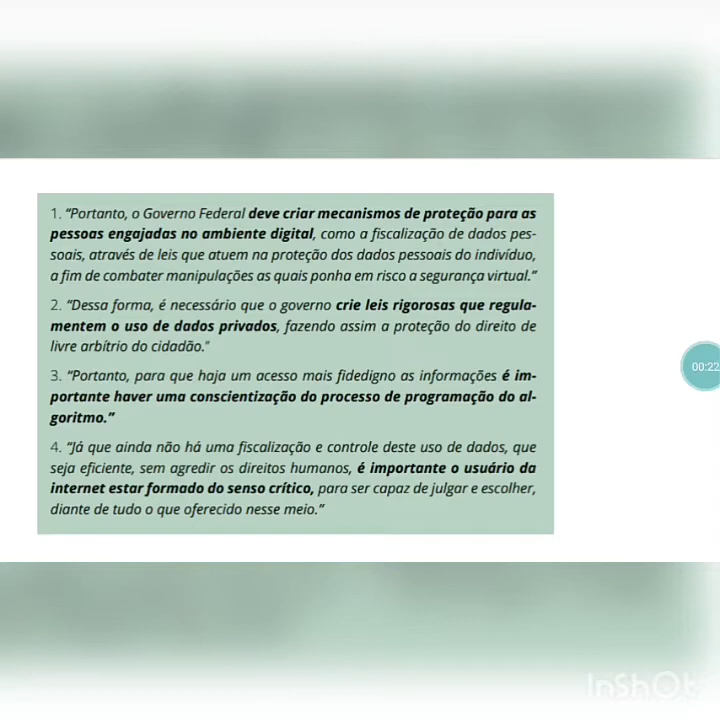 1. “Portanto, o Governo Federal deve criar mecanismos de proteção para as
pessoas engajadas no ambiente digital, como a fiscalização de dados pes-
soais, através de leis que atuem na proteção dos dados pessoais do indivíduo,
a fim de combater manipulações as quais ponha em risco a segurança virtual.”
2. “Dessa forma, é necessário que o governo crie leis rigorosas que regula-
mentem o uso de dados privados, fazendo assim a proteção do direito de
livre arbítrio do cidadão.”
3. “Portanto, para que haja um acesso mais fidedigno as informações é im-
portante haver uma conscientização do processo de programação do al-
goritmo.”
4. “Já que ainda não há uma fiscalização e controle deste uso de dados, que
seja eficiente, sem agredir os direitos humanos, é importante o usuário da
internet estar formado do senso crítico, para ser capaz de julgar e escolher,
diante de tudo o que oferecido nesse meio.”
00:22
InShOt